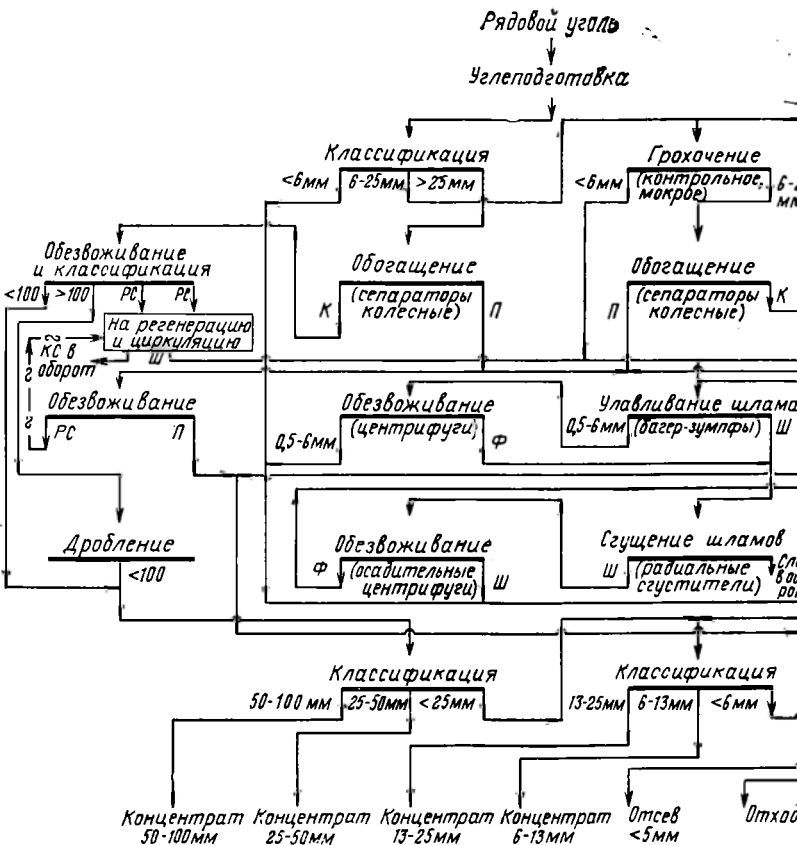 Рядовой уголь
Углеподготовка
Классификация
<6мм 6-25мм >25мм
Грохочение
<6мм (контрольное, мокрое)
Обезвоживание
и классификация
<100 >100 РС РС
На регенерацию
и циркуляцию
КС в
оборот
Ш
Обогащение
(сепараторы
колесные)
К П
Обогащение
(сепараторы
колесные)
П К
Обезвоживание
РС П
Обезвоживание
(центрифуги)
0,5-6мм Ф
Улавливание шлама
0,5-6мм (багер-зумпфы) Ш
Дробление
<100
Обезвоживание
Ф (осадительные
центрифуги) Ш
Сгущение шламов
Ш (радиальные
сгустители)
Классификация
50-100 мм 25-50мм <25мм
Классификация
13-25мм 6-13мм <6мм
Концентрат
50-100мм
Концентрат
25-50мм
Концентрат
13-25мм
Концентрат
6-13мм
Отсев
<5мм
Отход